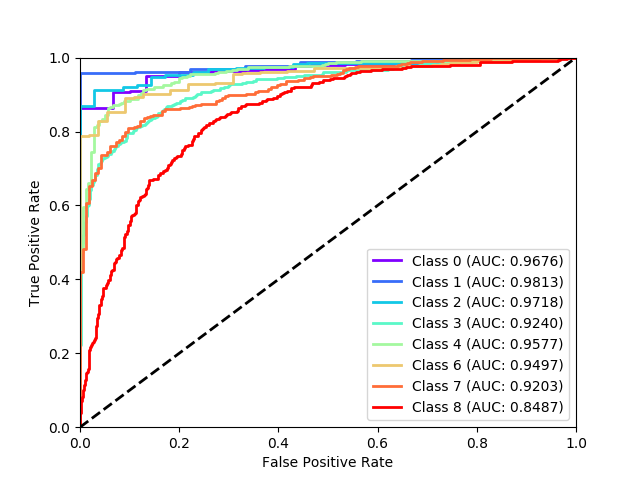 1.0
0.8
0.6
0.4
0.2
0.0
True Positive Rate
0.0 0.2 0.4 0.6 0.8 1.0
False Positive Rate
Class 0 (AUC: 0.9676)
Class 1 (AUC: 0.9813)
Class 2 (AUC: 0.9718)
Class 3 (AUC: 0.9240)
Class 4 (AUC: 0.9577)
Class 6 (AUC: 0.9497)
Class 7 (AUC: 0.9203)
Class 8 (AUC: 0.8487)